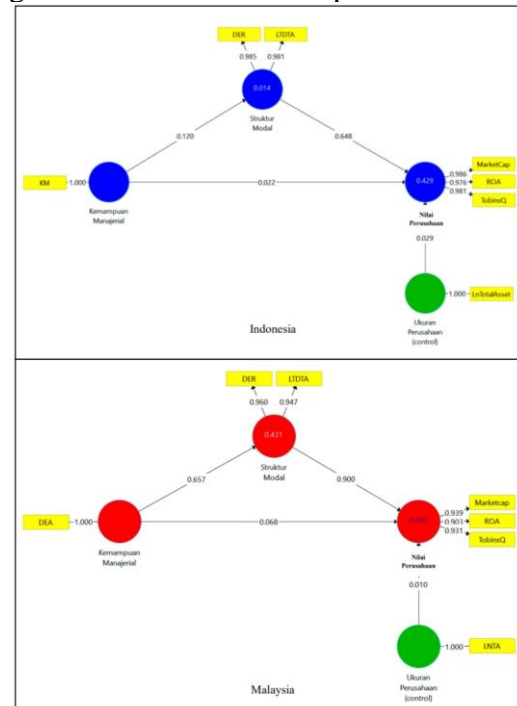 DER
LTDTA
0.985
0.981
0.014
Struktur
Modal
0.120
0.648
KM
1.000
Kemampuan
Manajerial
0.022
0.429
0.986
0.976
0.981
MarketCap
ROA
TobinsQ
Nilai
Perusahaan
0.029
1.000
LnTotalAsset
Ukuran
Perusahaan
(control)
Indonesia
DER
LTDTA
0.960
0.947
0.431
Struktur
Modal
0.657
0.900
DEA
1.000
Kemampuan
Manajerial
0.068
0.939
0.903
0.931
Marketcap
ROA
TobinsQ
Nilai
Perusahaan
0.010
1.000
LNTA
Ukuran
Perusahaan
(control)
Malaysia